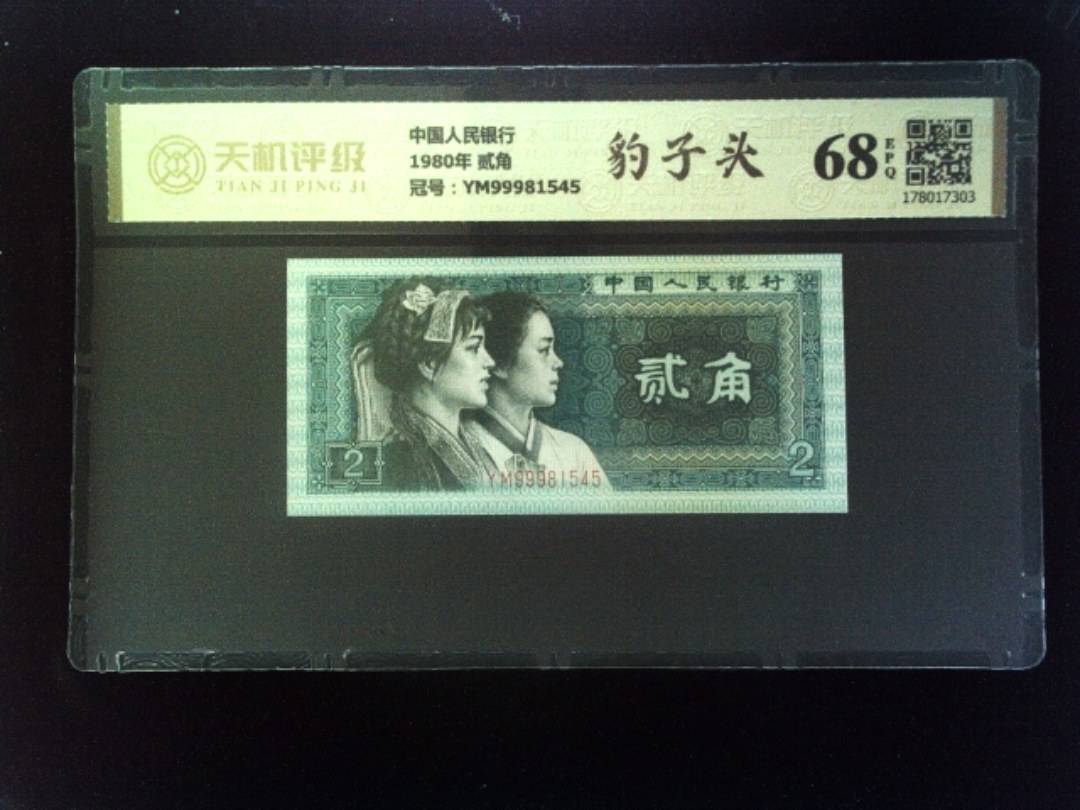 天机评级
TIAN JI PING JI
中国人民银行
1980年 贰角
冠号：YM99981545
豹子头
68
EPQ
178017303
中国人民银行
贰角
2
2
YM99981545